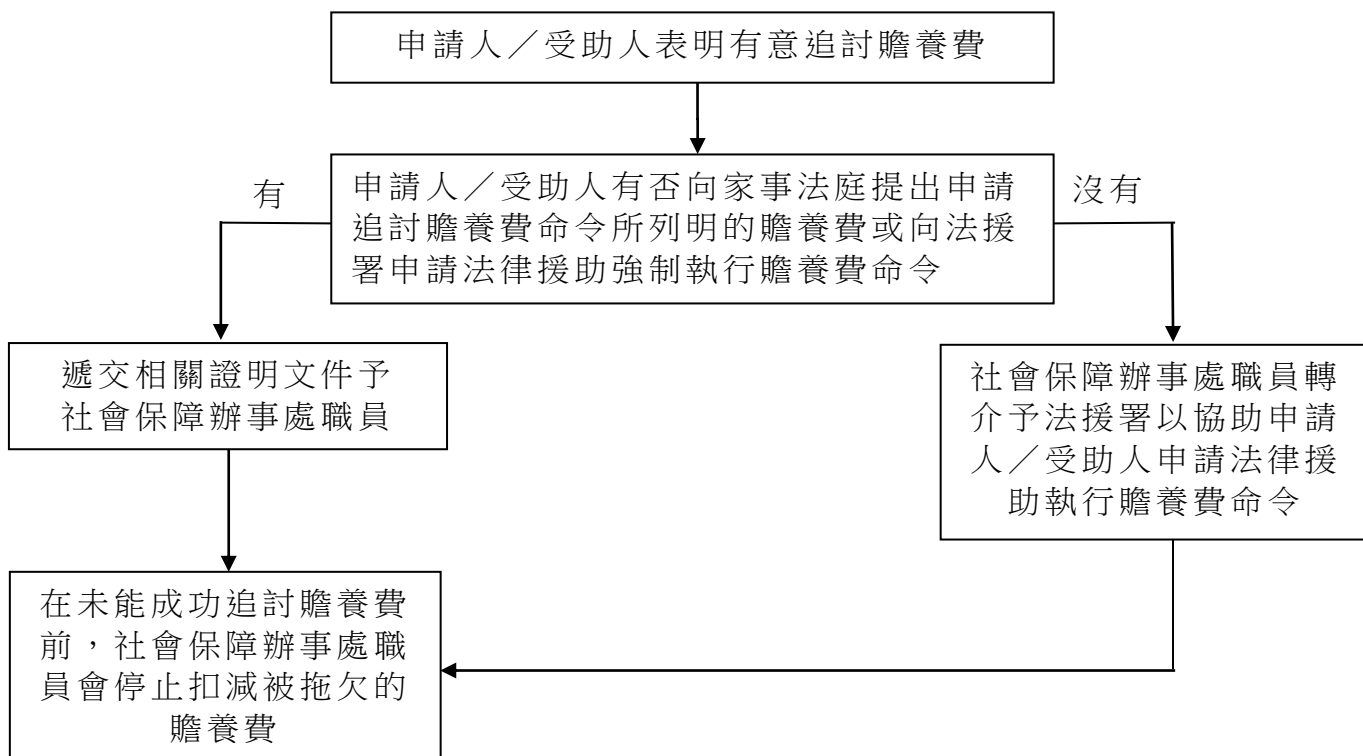 申請人／受助人表明有意追討贍養費
有
申請人／受助人有否向家事法庭提出申請
追討贍養費命令所列明的贍養費或向法援
署申請法律援助強制執行贍養費命令
沒有
遞交相關證明文件予
社會保障辦事處職員
社會保障辦事處職員轉
介予法援署以協助申請
人／受助人申請法律援
助執行贍養費命令
在未能成功追討贍養費
前，社會保障辦事處職
員會停止扣減被拖欠的
贍養費